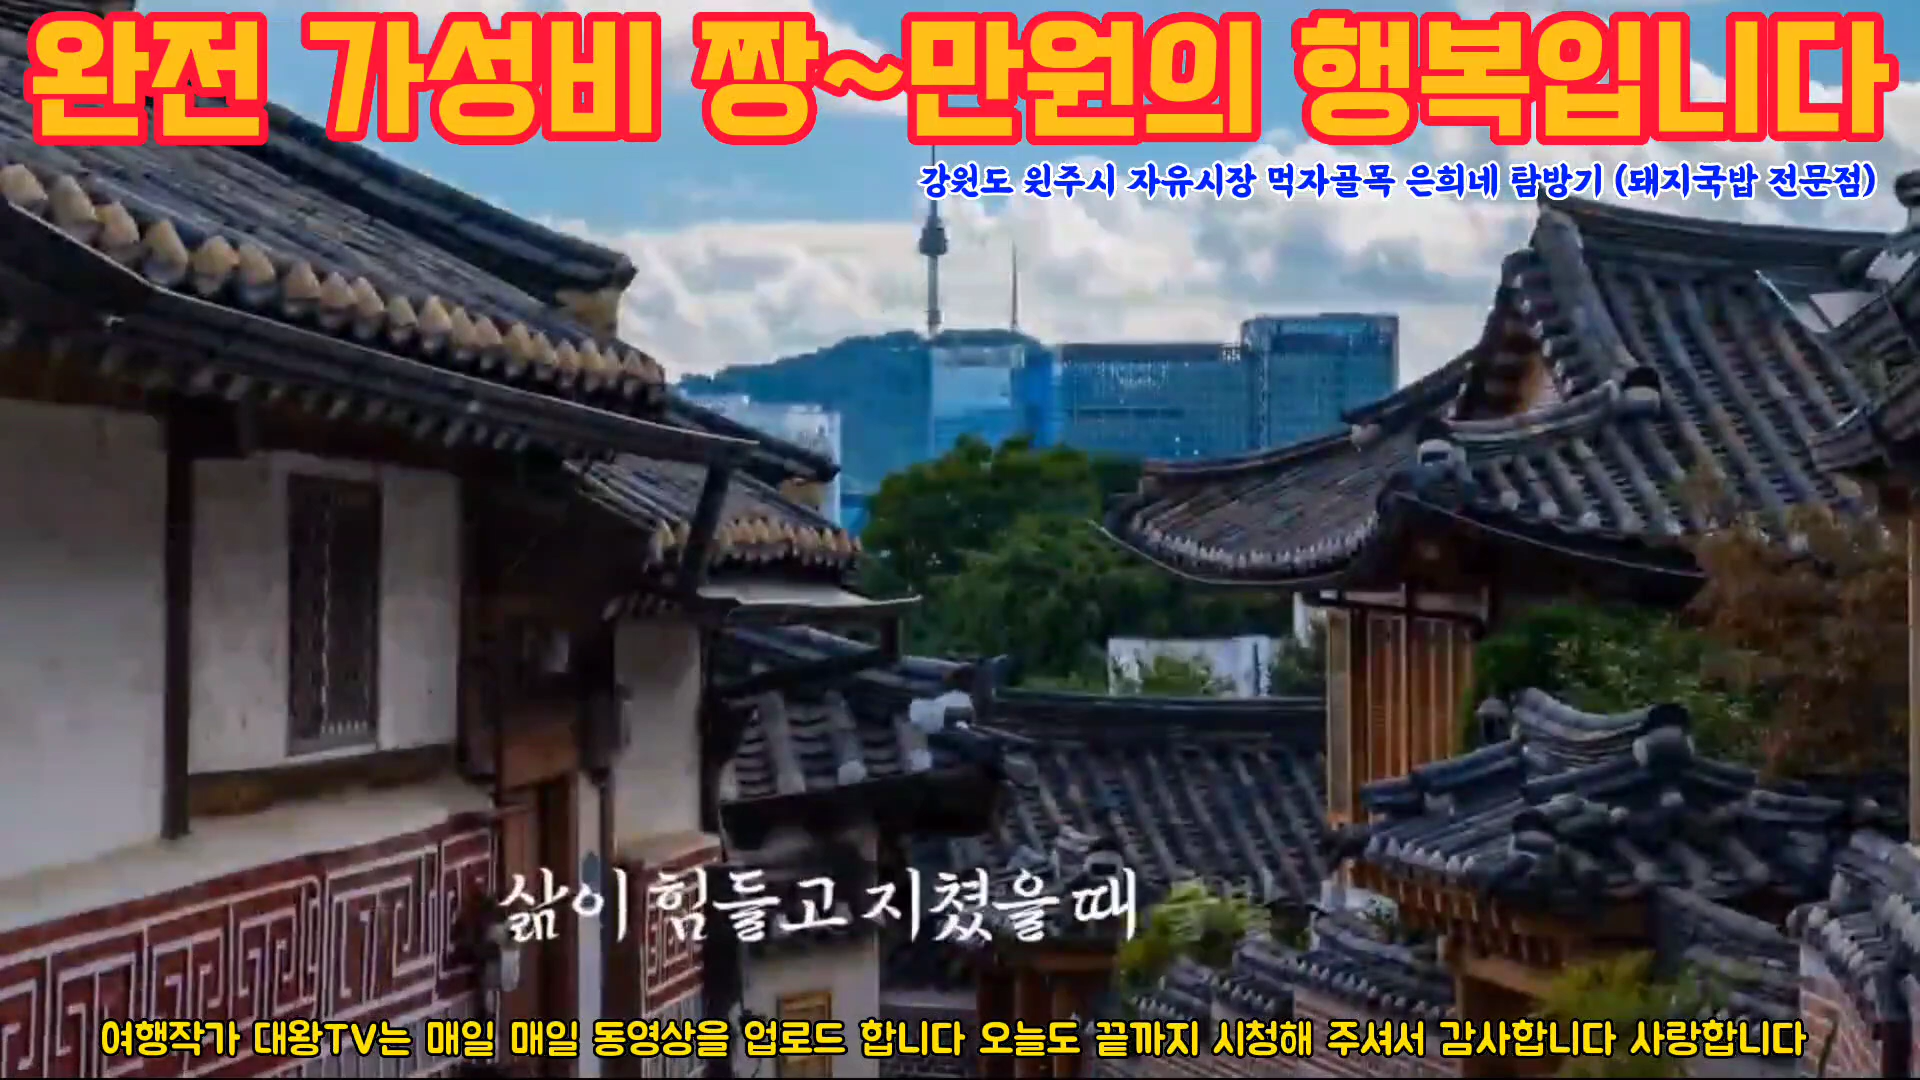 완전 가성비 짱~만원의 행복입니다
강원도 원주시 자유시장 먹자골목 은희네 탐방기 (돼지국밥 전문점)
삶이 힘들고 지쳤을 때
여행작가 대왕TV는 매일 매일 동영상을 업로드 합니다 오늘도 끝까지 시청해 주셔서 감사합니다 사랑합니다